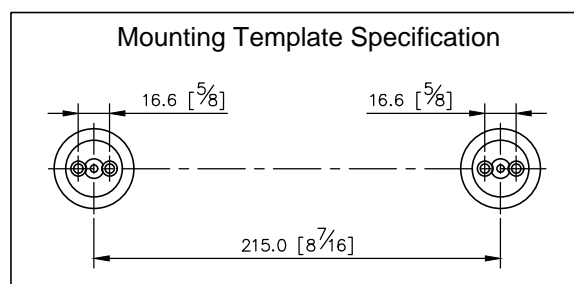 Mounting Template Specification
16.6 [5/8]
16.6 [5/8]
215.0 [8 7/16]